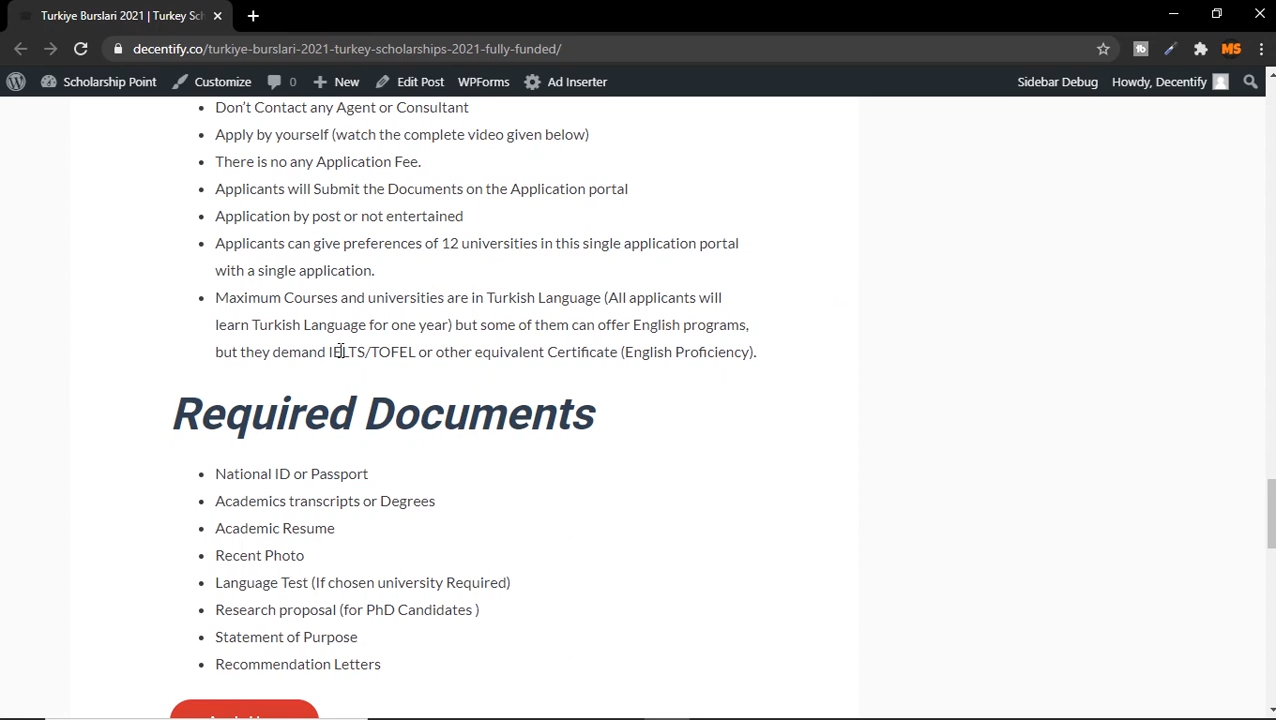 Turkiye Burslari 2021 | Turkey Sch
decentify.co/turkiye-burslari-2021-turkey-scholarships-2021-fully-funded/
MS
Scholarship Point Customize 0 New Edit Post WPForms Ad Inserter Sidebar Debug Howdy, Decentify
Don't Contact any Agent or Consultant
Apply by yourself (watch the complete video given below)
There is no any Application Fee.
Applicants will Submit the Documents on the Application portal
Application by post or not entertained
Applicants can give preferences of 12 universities in this single application portal
with a single application.
Maximum Courses and universities are in Turkish Language (All applicants will
learn Turkish Language for one year) but some of them can offer English programs,
but they demand IELTS/TOFEL or other equivalent Certificate (English Proficiency).
Required Documents
National ID or Passport
Academics transcripts or Degrees
Academic Resume
Recent Photo
Language Test (If chosen university Required)
Research proposal (for PhD Candidates )
Statement of Purpose
Recommendation Letters